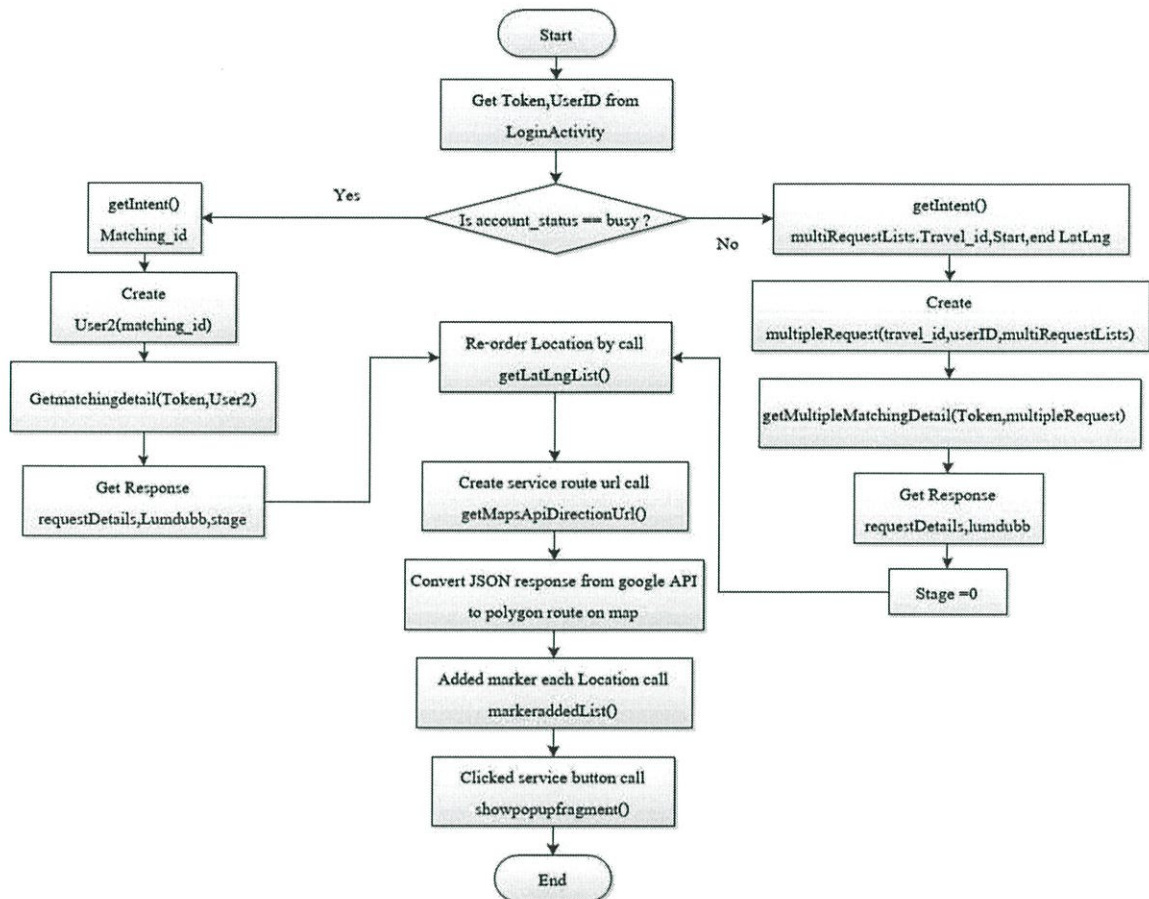 Start
Get Token,UserID from
LoginActivity
Is account_status == busy ?
Yes
No
getIntent()
Matching_id
Create
User2(matching_id)
Getmatchingdetail(Token,User2)
Get Response
requestDetails,Lumdubb,stage
getIntent()
multiRequestLists.Travel_id,Start,end LatLng
Create
multipleRequest(travel_id,userID,multiRequestLists)
getMultipleMatchingDetail(Token,multipleRequest)
Get Response
requestDetails,lumdubb
Stage =0
Re-order Location by call
getLatLngList()
Create service route url call
getMapsApiDirectionUrl()
Convert JSON response from google API
to polygon route on map
Added marker each Location call
markeraddedList()
Clicked service button call
showpopupfragment()
End